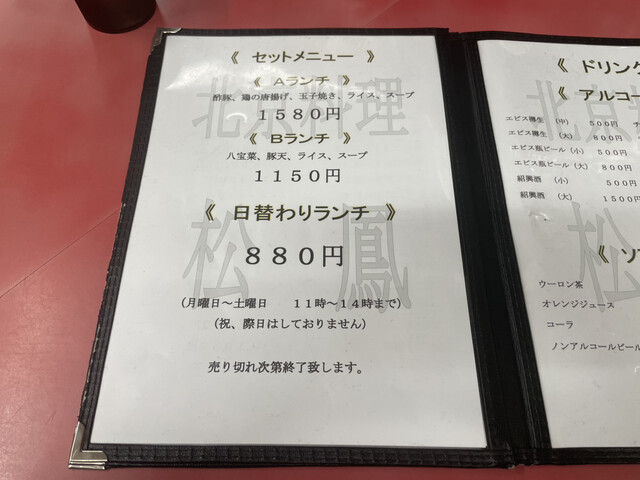 《 セットメニュー 》
《 Aランチ 》
酢豚、鶏の唐揚げ、玉子焼き、ライス、スープ
1580円
《 Bランチ 》
八宝菜、豚天、ライス、スープ
1150円
《 日替わりランチ 》
880円
(月曜日~土曜日 11時~14時まで)
(祝、際日はしておりません)
売り切れ次第終了致します。
北京料理
松 鳳
《 ドリンク
《 アルコー
エビス樽生 (中) 500円
エビス樽生 (大) 800円
エビス瓶ビール (小) 500円
エビス瓶ビール (大) 800円
紹興酒 (小) 500円
紹興酒 (大) 1500円
《 ソ
ウーロン茶
オレンジジュース
コーラ
ノンアルコールビール
北京
松